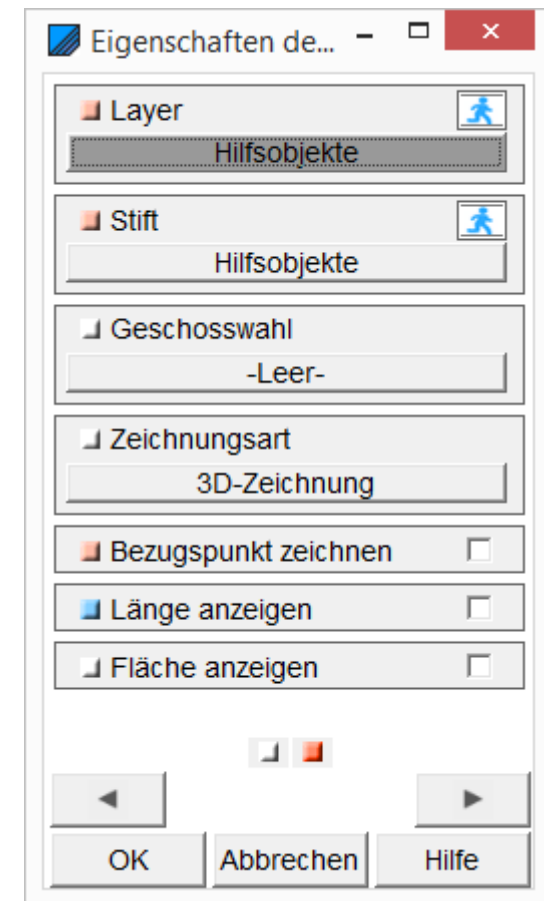 Eigenschaften de...
Layer
Hilfsobjekte
Stift
Hilfsobjekte
Geschosswahl
-Leer-
Zeichnungsart
3D-Zeichnung
Bezugspunkt zeichnen
Länge anzeigen
Fläche anzeigen
OK Abbrechen Hilfe